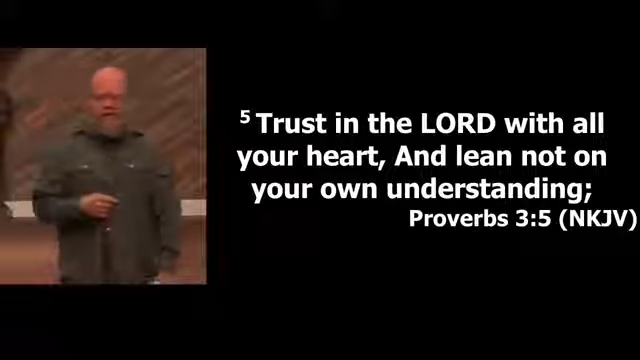 5 Trust in the LORD with all
your heart, And lean not on
your own understanding;
Proverbs 3:5 (NKJV)